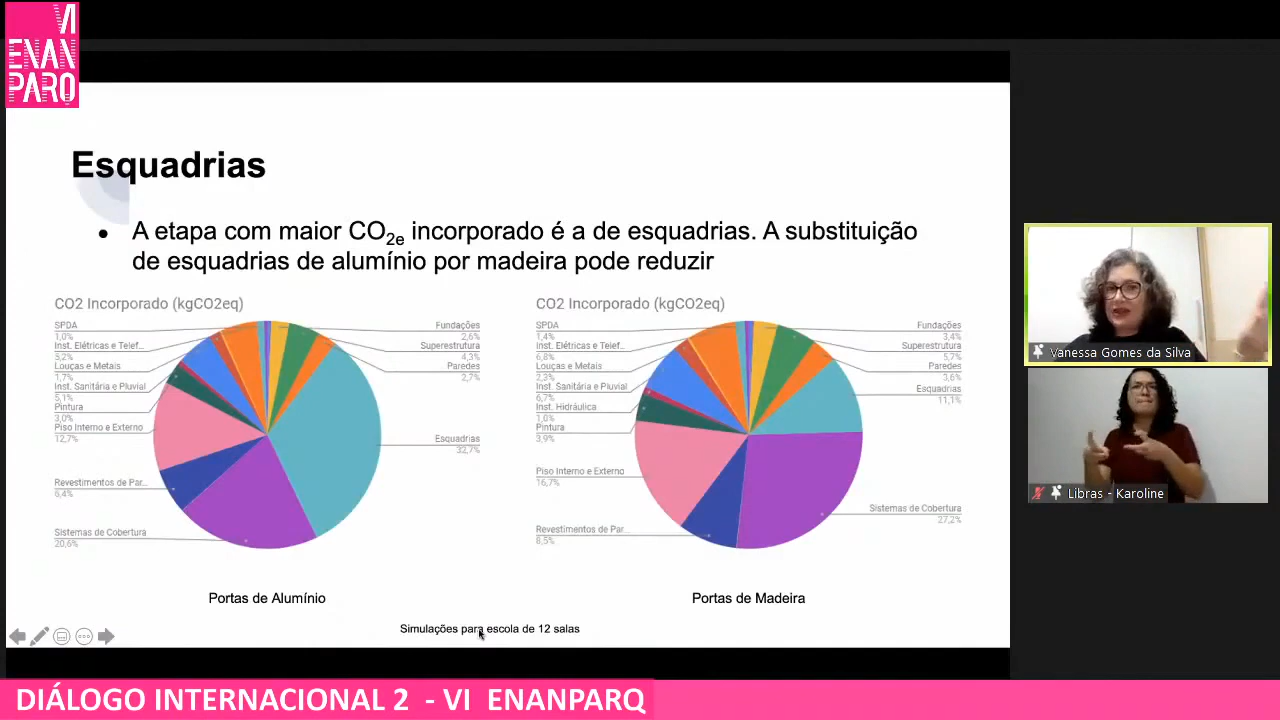 VI
ENAN
PARQ
Esquadrias
• A etapa com maior CO2e incorporado é a de esquadrias. A substituição
de esquadrias de alumínio por madeira pode reduzir
CO2 Incorporado (kgCO2eq)
SPDA
1,0%
Inst. Elétricas e Telef...
5,2%
Louças e Metais
1,7%
Inst. Sanitária e Pluvial
5,1%
Pintura
3,0%
Piso Interno e Externo
12,7%
Revestimentos de Par...
6,4%
Sistemas de Cobertura
20,6%
Fundações
2,6%
Superestrutura
4,3%
Paredes
2,7%
Esquadrias
32,7%
Portas de Alumínio
CO2 Incorporado (kgCO2eq)
SPDA
1,4%
Inst. Elétricas e Telef...
6,8%
Louças e Metais
2,3%
Inst. Sanitária e Pluvial
6,7%
Inst. Hidráulica
1,0%
Pintura
3,9%
Piso Interno e Externo
16,7%
Revestimentos de Par...
8,5%
Fundações
3,4%
Superestrutura
5,7%
Paredes
3,6%
Esquadrias
11,1%
Sistemas de Cobertura
27,2%
Portas de Madeira
Simulações para escola de 12 salas
Vanessa Gomes da Silva
Libras - Karoline
DIÁLOGO INTERNACIONAL 2 - VI ENANPARQ